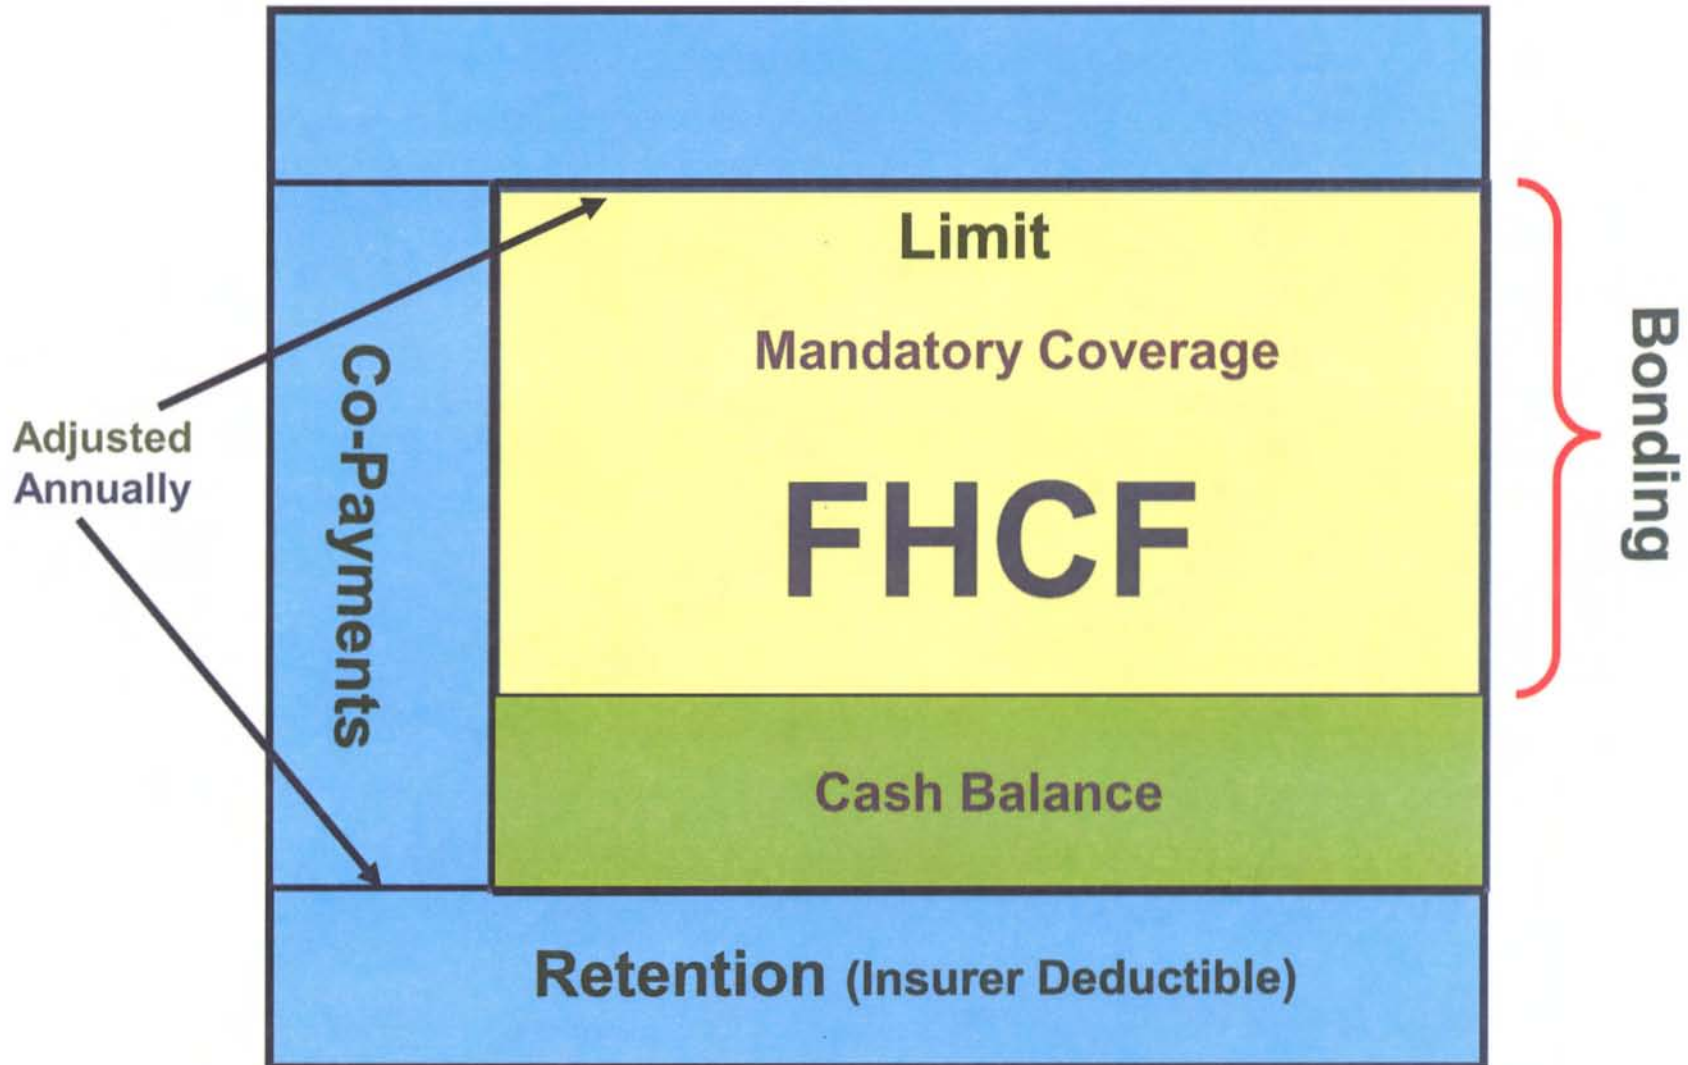 Limit
Mandatory Coverage
FHCF
Cash Balance
Retention (Insurer Deductible)
Co-Payments
Adjusted
Annually
Bonding